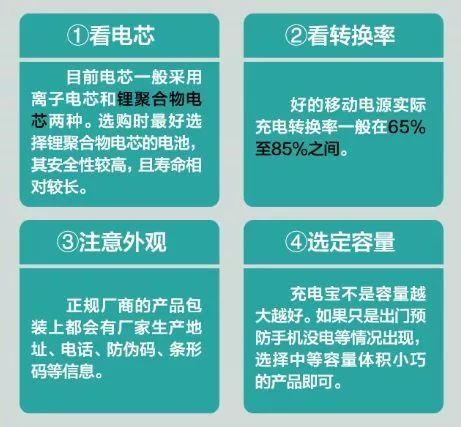 ①看电芯
目前电芯一般采用
离子电芯和锂聚合物电
芯两种。选购时最好选
择锂聚合物电芯的电池，
其安全性较高，且寿命相
对较长。
②看转换率
好的移动电源实际
充电转换率一般在65%
至85%之间。
③注意外观
正规厂商的产品包
装上都会有厂家生产地
址、电话、防伪码、条形
码等信息。
④选定容量
充电宝不是容量越
大越好。如果只是出门预
防手机没电等情况出现，
选择中等容量体积小巧
的产品即可。